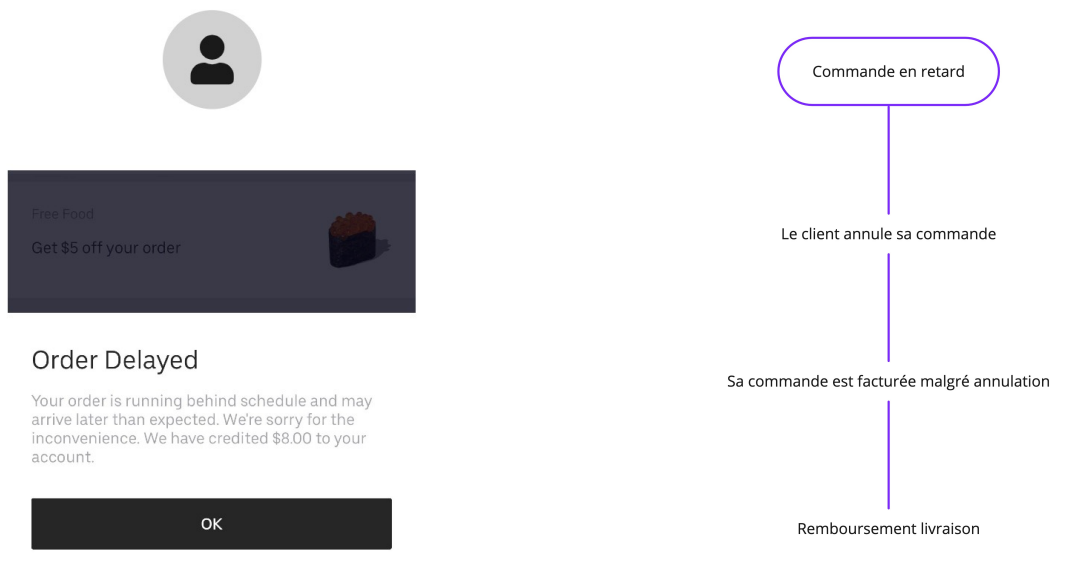 Free Food
Get $5 off your order
Order Delayed
Your order is running behind schedule and may
arrive later than expected. We're sorry for the
inconvenience. We have credited $8.00 to your
account.
OK
Commande en retard
Le client annule sa commande
Sa commande est facturée malgré annulation
Remboursement livraison